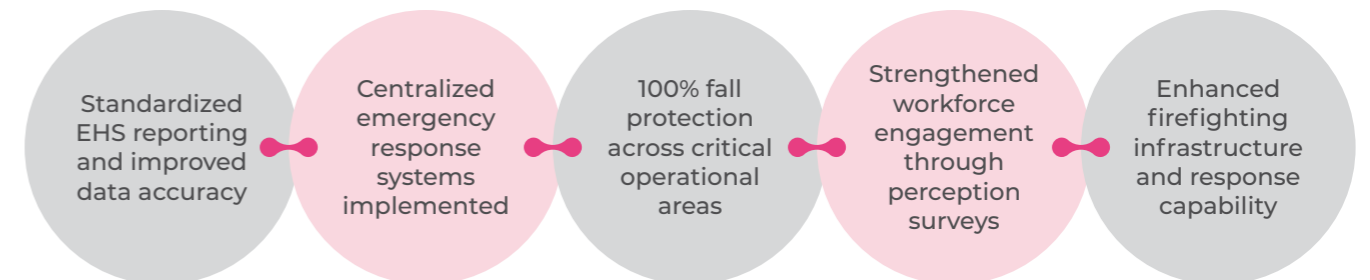 Standardized
EHS reporting
and improved
data accuracy
Centralized
emergency
response
systems
implemented
100% fall
protection
across critical
operational
areas
Strengthened
workforce
engagement
through
perception
surveys
Enhanced
firefighting
infrastructure
and response
capability